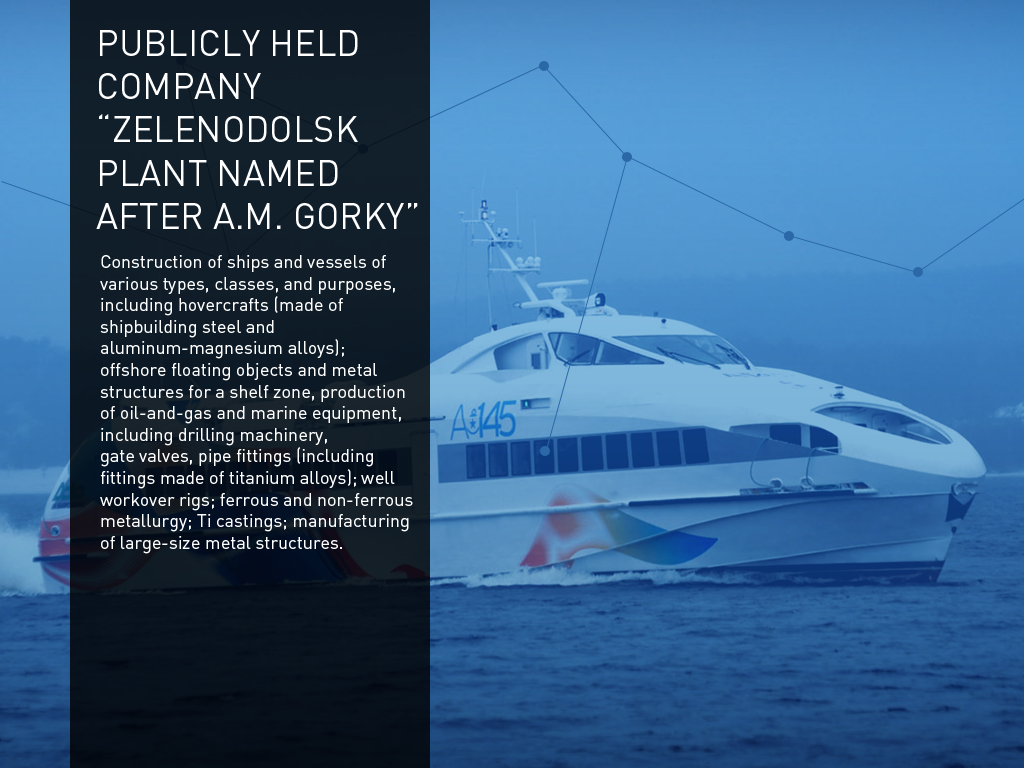 PUBLICLY HELD
COMPANY
“ZELENODOLSK
PLANT NAMED
AFTER A.M. GORKY”
Construction of ships and vessels of
various types, classes, and purposes,
including hovercrafts (made of
shipbuilding steel and
aluminum-magnesium alloys);
offshore floating objects and metal
structures for a shelf zone, production
of oil-and-gas and marine equipment,
including drilling machinery,
gate valves, pipe fittings (including
fittings made of titanium alloys); well
workover rigs; ferrous and non-ferrous
metallurgy; Ti castings; manufacturing
of large-size metal structures.
A145